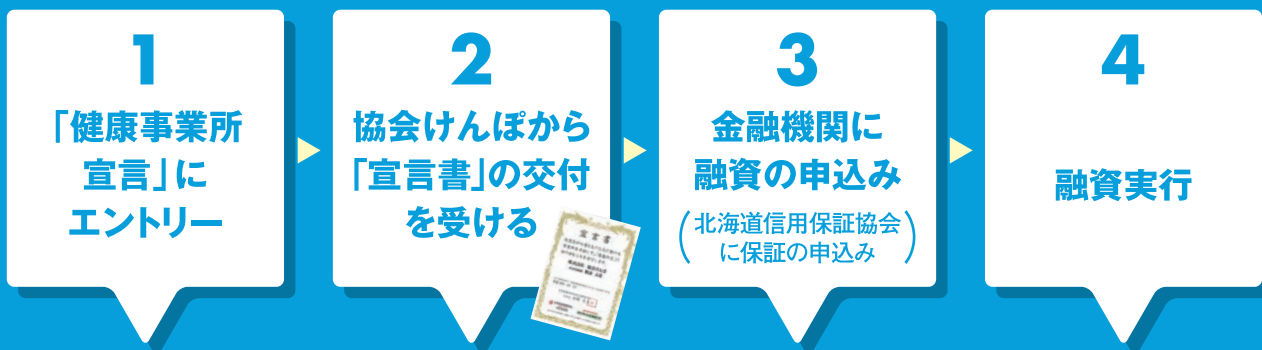 1
「健康事業所
宣言」に
エントリー
2
協会けんぽから
「宣言書」の交付
を受ける
宣言書
3
金融機関に
融資の申込み
（北海道信用保証協会
に保証の申込み）
4
融資実行